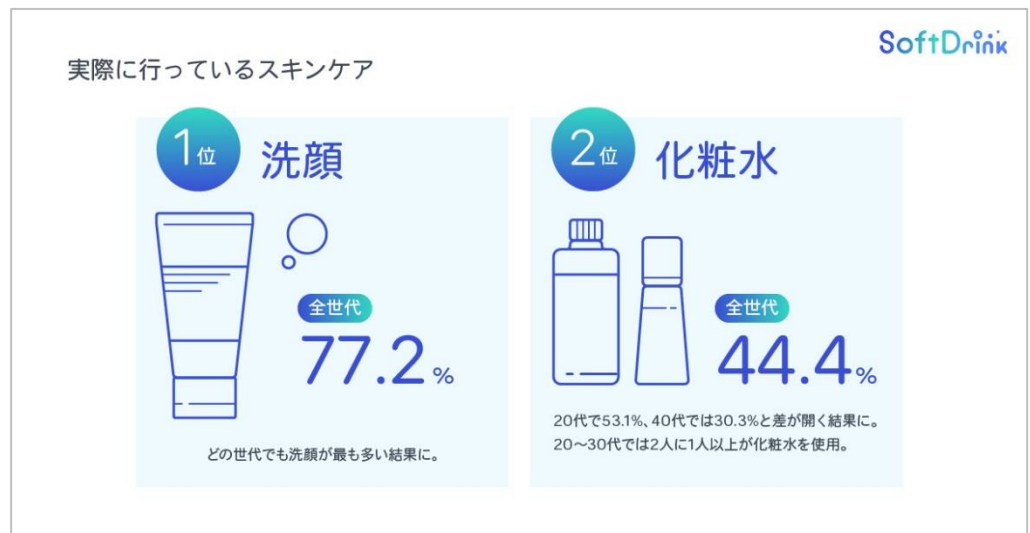 SoftDrink
実際に行っているスキンケア
1位
洗顔
全世代
77.2%
どの世代でも洗顔が最も多い結果に。
2位
化粧水
全世代
44.4%
20代で53.1%、40代では30.3%と差が開く結果に。
20〜30代では2人に1人以上が化粧水を使用。